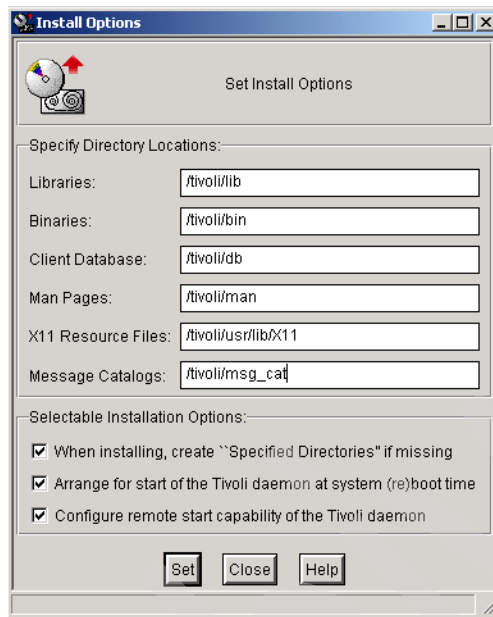 Install Options
Set Install Options
Specify Directory Locations:
Libraries: /tivoli/lib
Binaries: /tivoli/bin
Client Database: /tivoli/db
Man Pages: /tivoli/man
X11 Resource Files: /tivoli/usr/lib/X11
Message Catalogs: /tivoli/msg_cat
Selectable Installation Options:
When installing, create ``Specified Directories'' if missing
Arrange for start of the Tivoli daemon at system (re)boot time
Configure remote start capability of the Tivoli daemon
Set Close Help